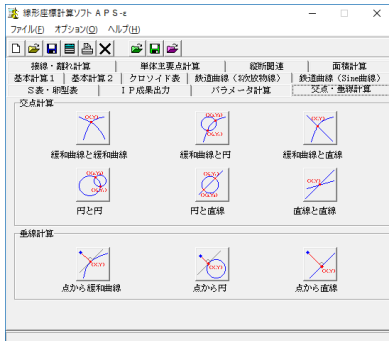 線形座標計算ソフトAPS-ε
ファイル(F) オプション(O) ヘルプ(H)
接線・離れ計算 単体主要点計算 縦断関連 面積計算
基本計算1 基本計算2 クロソイド表 鉄道曲線(3次放物線) 鉄道曲線(Sine曲線)
S表・卵型表 IP成果出力 パラメータ計算 交点・垂線計算
交点計算
O(X,Y) O(X,Y) O(X,Y)
緩和曲線と緩和曲線 緩和曲線と円 緩和曲線と直線
O(X,Y) O(X,Y) O(X,Y)
円と円 円と直線 直線と直線
垂線計算
O(X,Y) O(X,Y) O(X,Y)
点から緩和曲線 点から円 点から直線